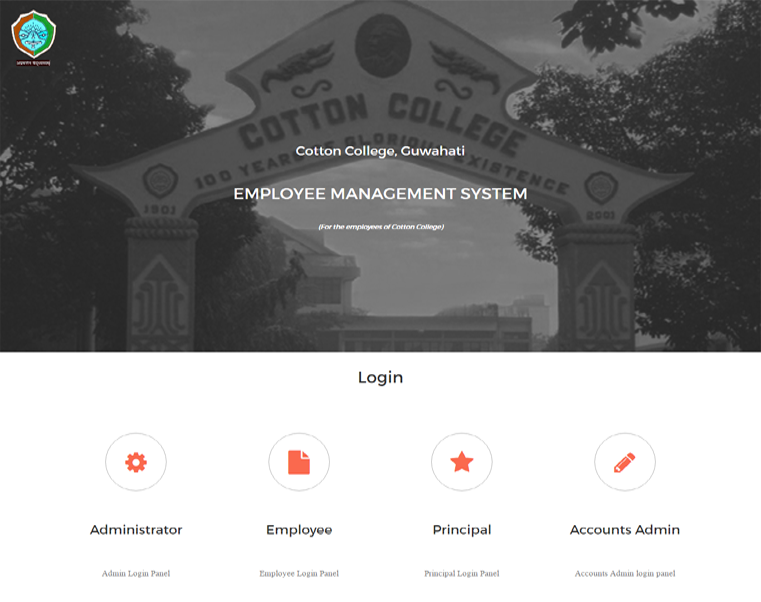 COTTON COLLEGE
100 YEARS OF GLORIOUS EXISTENCE
1901
2001
Cotton College, Guwahati
EMPLOYEE MANAGEMENT SYSTEM
(For the employees of Cotton College)
Login
Administrator
Employee
Principal
Accounts Admin
Admin Login Panel
Employee Login Panel
Principal Login Panel
Accounts Admin login panel